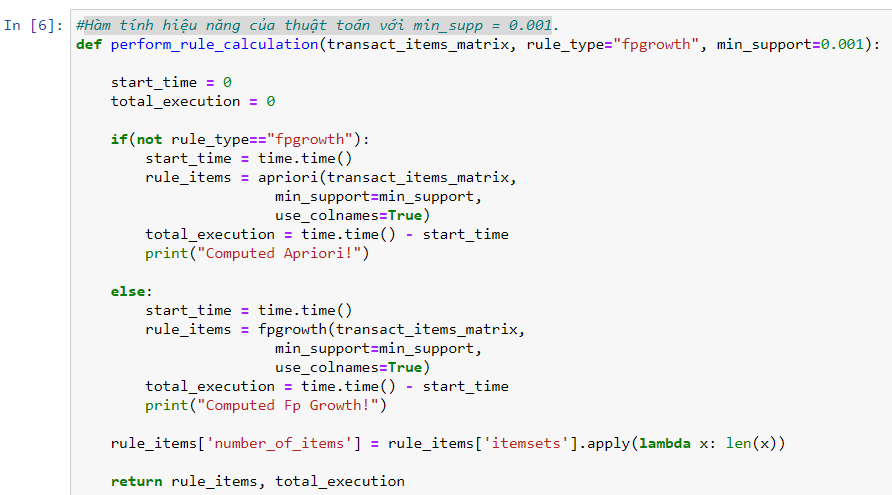 In [6]: #Hàm tính hiệu năng của thuật toán với min_supp = 0.001.
def perform_rule_calculation(transact_items_matrix, rule_type="fpgrowth", min_support=0.001):
    start_time = 0
    total_execution = 0
    if(not rule_type=="fpgrowth"):
        start_time = time.time()
        rule_items = apriori(transact_items_matrix,
                       min_support=min_support,
                       use_colnames=True)
        total_execution = time.time() - start_time
        print("Computed Apriori!")
    else:
        start_time = time.time()
        rule_items = fpgrowth(transact_items_matrix,
                       min_support=min_support,
                       use_colnames=True)
        total_execution = time.time() - start_time
        print("Computed Fp Growth!")
    rule_items['number_of_items'] = rule_items['itemsets'].apply(lambda x: len(x))
    return rule_items, total_execution